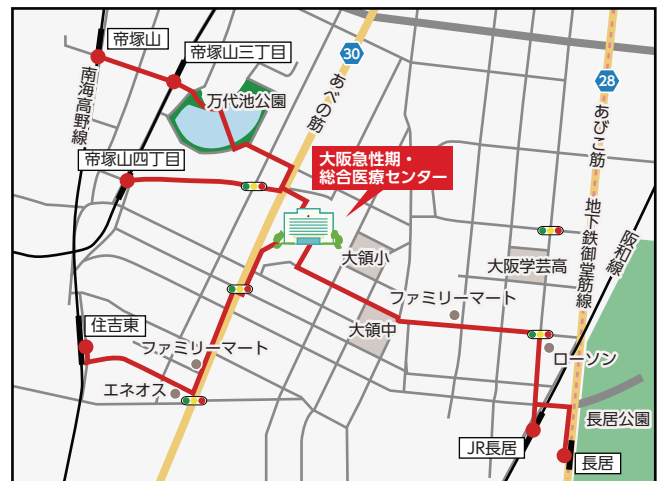 帝塚山
帝塚山三丁目
30
南海高野線
万代池公園
あべの筋
28
あびこ筋
帝塚山四丁目
大阪急性期・
総合医療センター
地下鉄御堂筋線
阪和線
大領小
大阪学芸高
ファミリーマート
住吉東
大領中
ファミリーマート
ローソン
エネオス
長居公園
JR長居
長居